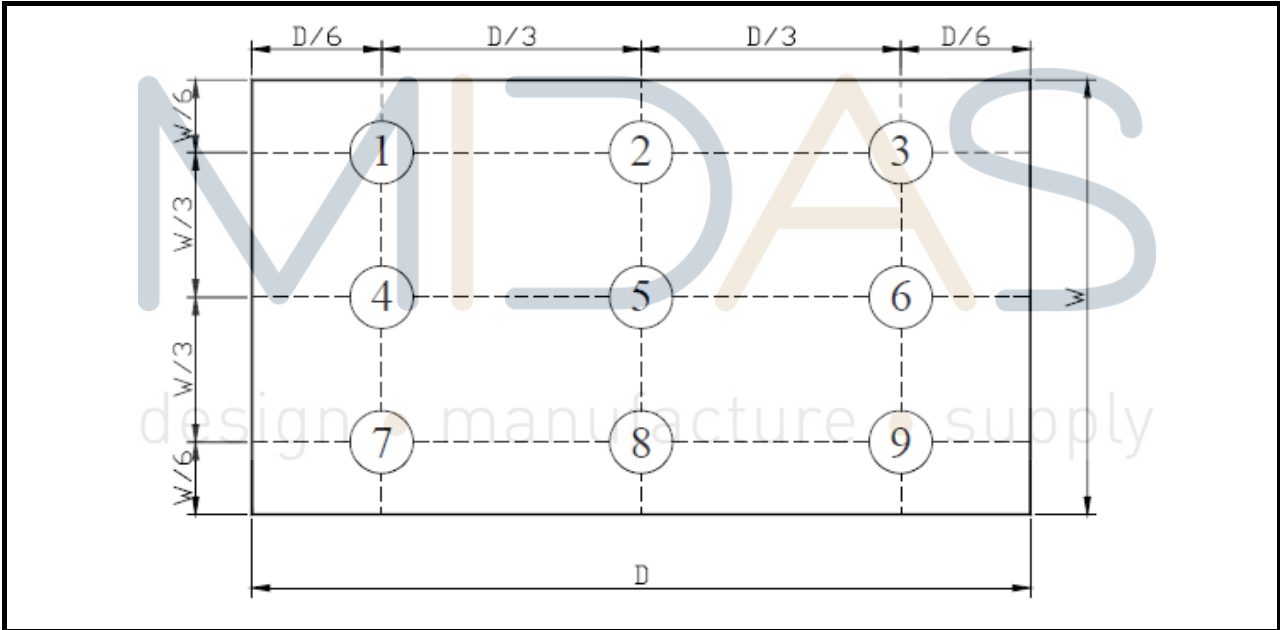 D/6 D/3 D/3 D/6
W/6
1 2 3
W/3
MIDAS
4 5 6
W
W/3
design • manufacture • supply
7 8 9
W/6
D